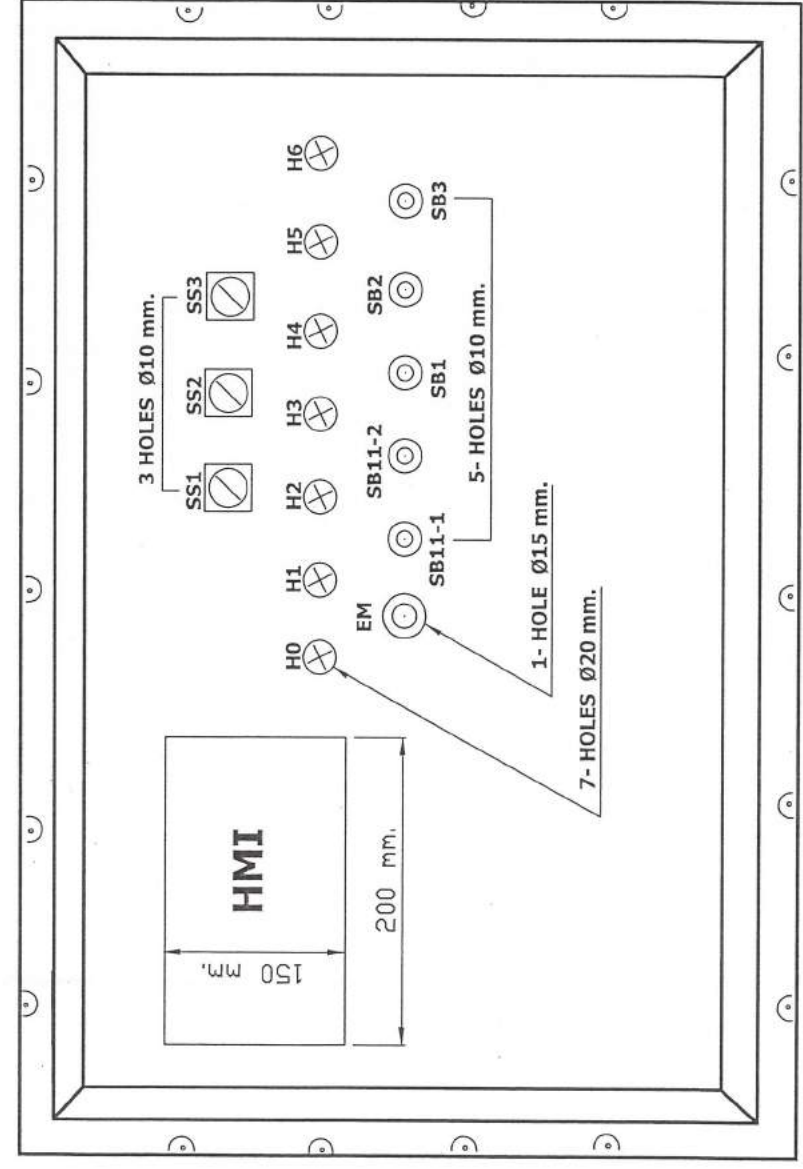 3 HOLES Ø10 mm.
SS1 SS2 SS3
H0 H1 H2 H3 H4 H5 H6
HMI
150 mm.
200 mm.
EM
SB11-1 SB11-2 SB1 SB2 SB3
5- HOLES Ø10 mm.
1- HOLE Ø15 mm.
7- HOLES Ø20 mm.